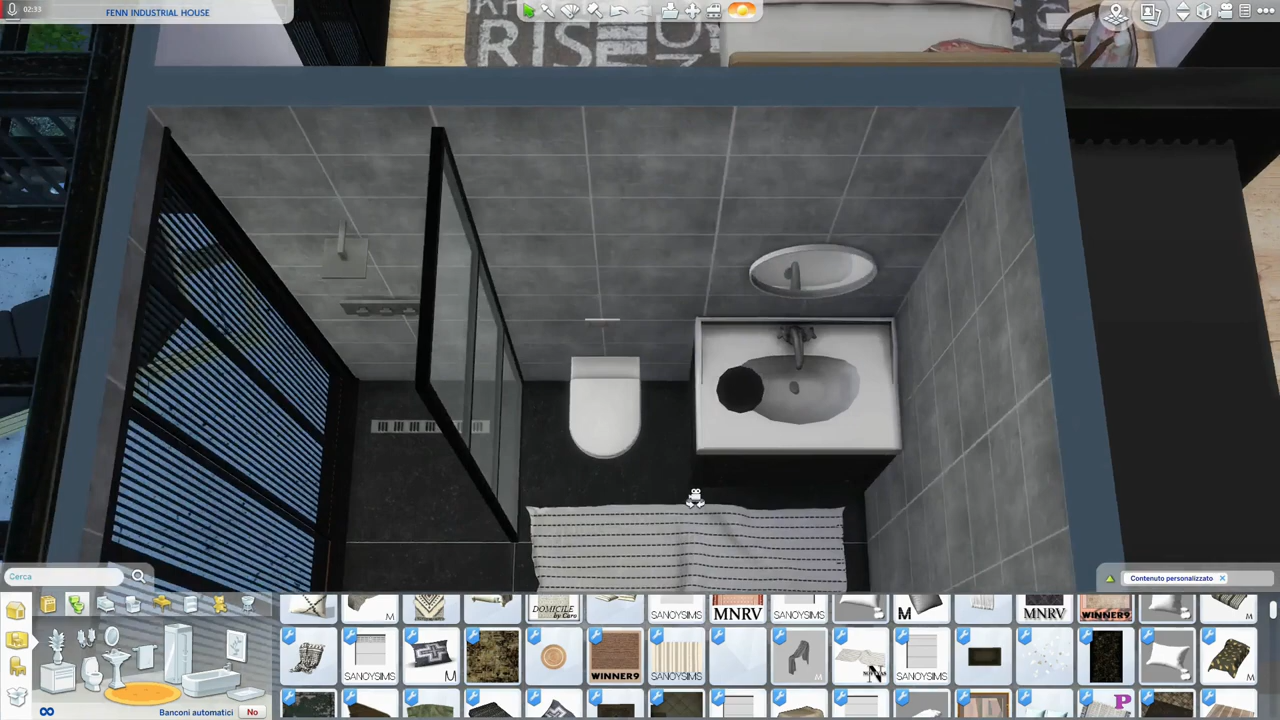 02:33
FENN INDUSTRIAL HOUSE
RISE
Cerca
Contenuto personalizzato
Banconi automatici
No
M
DOMICILE
by Caro
SANOYSIMS
MNRV
SANOYSIMS
M
MNRV
WINNER9
M
SANOYSIMS
M
WINNER9
SANOYSIMS
M
SANOYSIMS
M
P